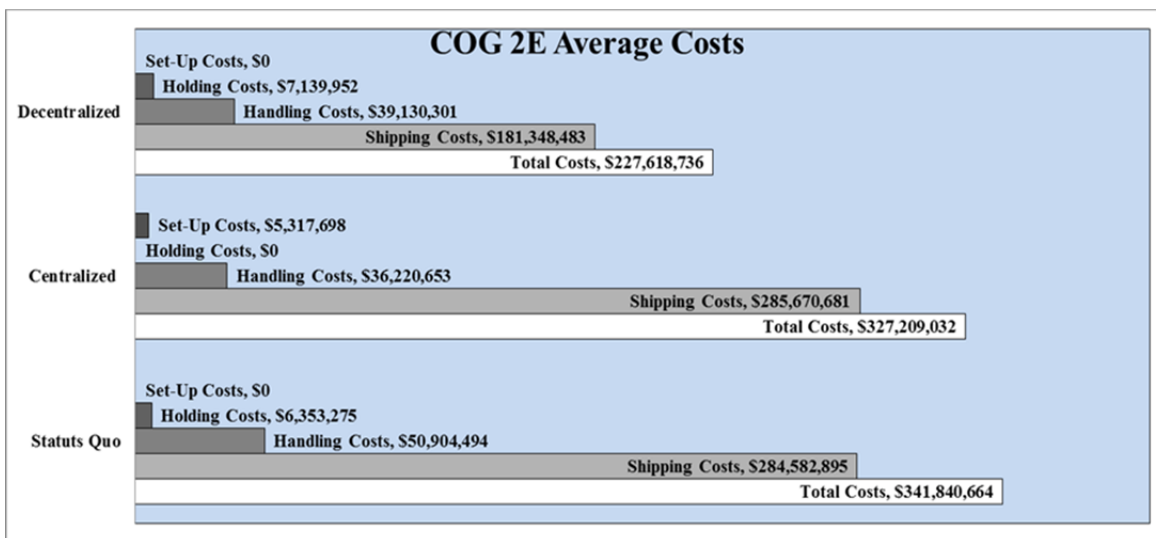 COG 2E Average Costs
Set-Up Costs, $0
Holding Costs, $7,139,952
Decentralized
Handling Costs, $39,130,301
Shipping Costs, $181,348,483
Total Costs, $227,618,736
Set-Up Costs, $5,317,698
Holding Costs, $0
Centralized
Handling Costs, $36,220,653
Shipping Costs, $285,670,681
Total Costs, $327,209,032
Set-Up Costs, $0
Holding Costs, $6,353,275
Statuts Quo
Handling Costs, $50,904,494
Shipping Costs, $284,582,895
Total Costs, $341,840,664